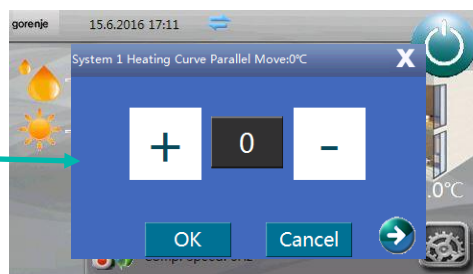 gorenje 15.6.2016 17:11
System 1 Heating Curve Parallel Move:0℃ X
+ 0 -
.0℃
OK Cancel